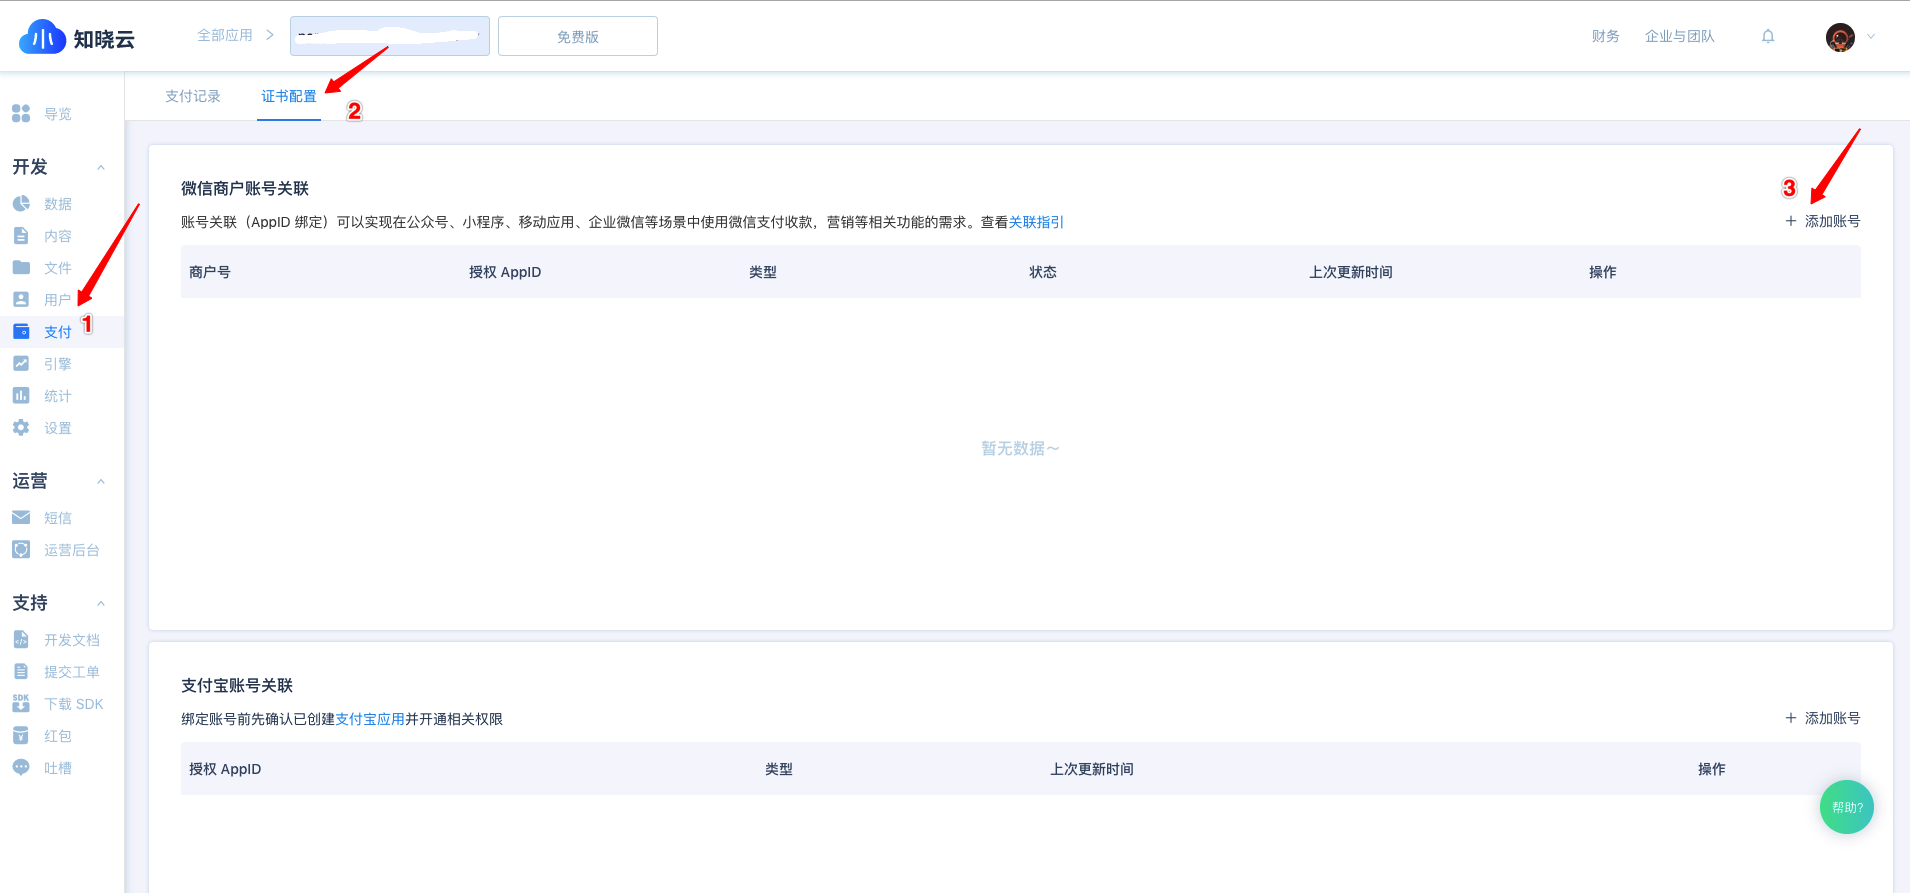 知晓云
全部应用
免费版
财务
企业与团队
支付记录
证书配置
2
导览
开发
数据
内容
文件
用户
支付
1
引擎
统计
设置
运营
短信
运营后台
支持
开发文档
提交工单
SDK
下载 SDK
红包
吐槽
微信商户账号关联
3
账号关联（AppID 绑定）可以实现在公众号、小程序、移动应用、企业微信等场景中使用微信支付收款，营销等相关功能的需求。查看关联指引
+ 添加账号
商户号 授权 AppID 类型 状态 上次更新时间 操作
暂无数据～
支付宝账号关联
绑定账号前先确认已创建支付宝应用并开通相关权限
+ 添加账号
授权 AppID 类型 上次更新时间 操作
帮助?